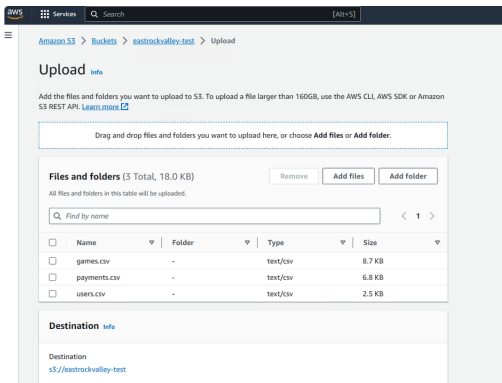 aws
Services
Search
[Alt+S]
Amazon S3 > Buckets > eastrockvalley-test > Upload
Upload Info
Add the files and folders you want to upload to S3. To upload a file larger than 160GB, use the AWS CLI, AWS SDK or Amazon
S3 REST API. Learn more
Drag and drop files and folders you want to upload here, or choose Add files or Add folder.
Files and folders (3 Total, 18.0 KB)
Remove
Add files
Add folder
All files and folders in this table will be uploaded.
Find by name
< 1 >
Name Folder Type Size
games.csv - text/csv 8.7 KB
payments.csv - text/csv 6.8 KB
users.csv - text/csv 2.5 KB
Destination Info
Destination
s3://eastrockvalley-test